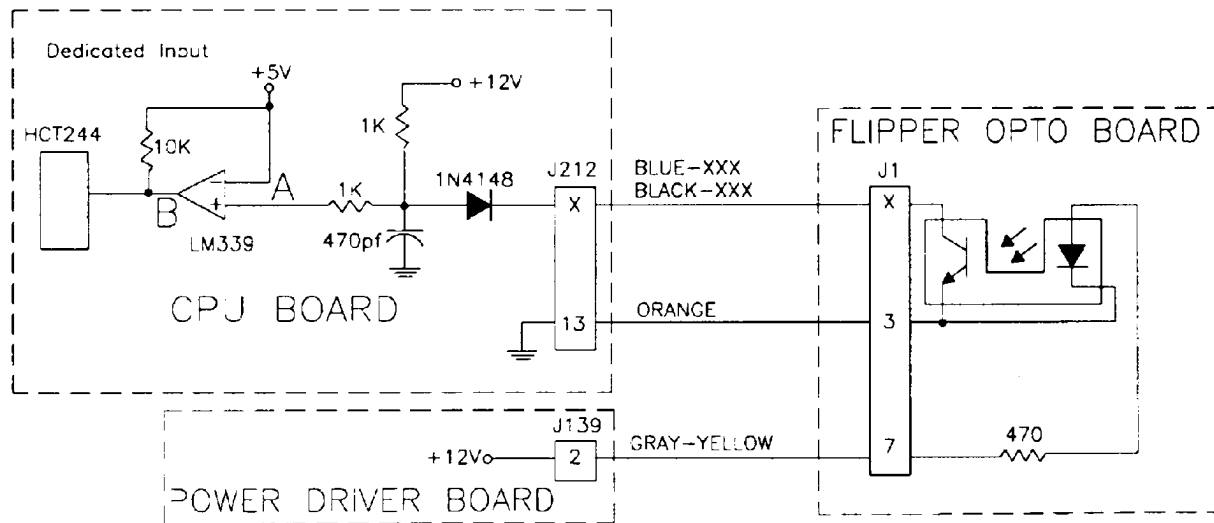 Dedicated Input
+5V
+12V
HCT244
10K
1K
A
B
1K
1N4148
LM339
470pf
CPU BOARD
J212
X
13
BLUE-XXX
BLACK-XXX
ORANGE
FLIPPER OPTO BOARD
J1
X
3
7
470
J139
+12V
2
GRAY-YELLOW
POWER DRIVER BOARD